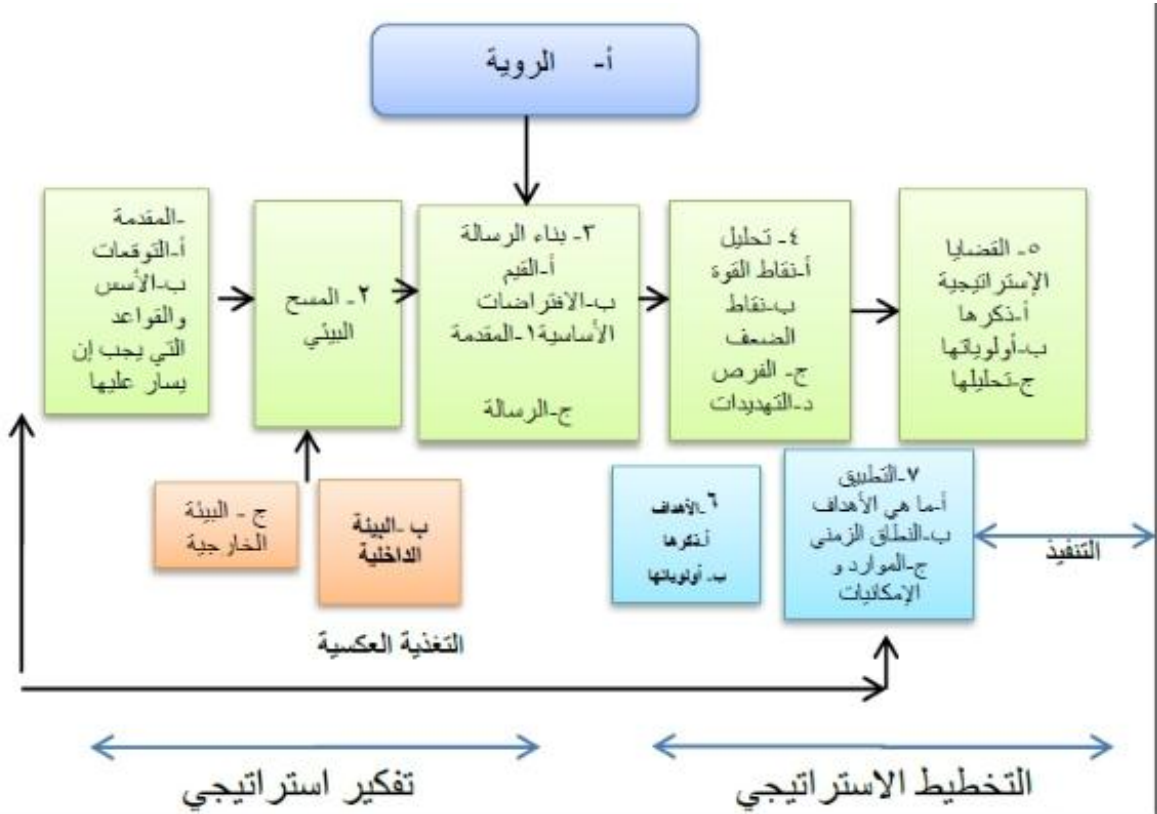 أ- الروية
-المقدمة
أ-التوقعات
ب-الأسس
والقواعد
التي يجب إن
يسار عليها
٢- المسح
البيئي
٣- بناء الرسالة
أ-القيم
ب-الافتراضات
الأساسية١-المقدمة
ج-الرسالة
٤- تحليل
أ-نقاط القوة
ب-نقاط
الضعف
ج- الفرص
د-التهديدات
٥- القضايا
الإستراتيجية
أ-ذكرها
ب-أولوياتها
ج-تحليلها
ج - البيئة
الخارجية
ب -البيئة
الداخلية
٦-الأهداف
أ-ذكرها
ب- أولوياتها
٧-التطبيق
أ-ما هي الأهداف
ب-النطاق الزمني
ج-الموارد و
الإمكانيات
التنفيذ
التغذية العكسية
تفكير استراتيجي
التخطيط الاستراتيجي